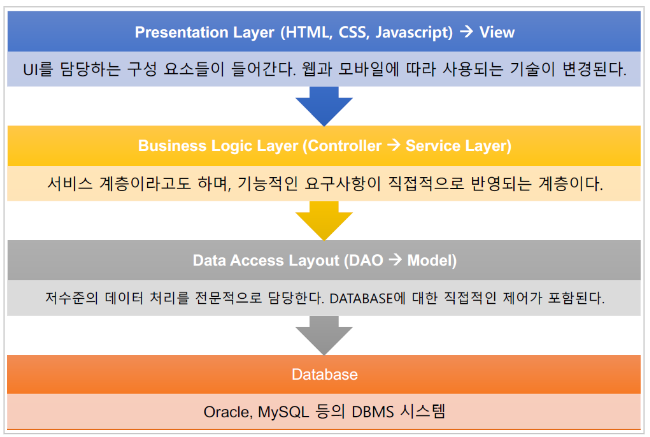 Presentation Layer (HTML, CSS, Javascript) → View
UI를 담당하는 구성 요소들이 들어간다. 웹과 모바일에 따라 사용되는 기술이 변경된다.
Business Logic Layer (Controller → Service Layer)
서비스 계층이라고도 하며, 기능적인 요구사항이 직접적으로 반영되는 계층이다.
Data Access Layout (DAO → Model)
저수준의 데이터 처리를 전문적으로 담당한다. DATABASE에 대한 직접적인 제어가 포함된다.
Database
Oracle, MySQL 등의 DBMS 시스템